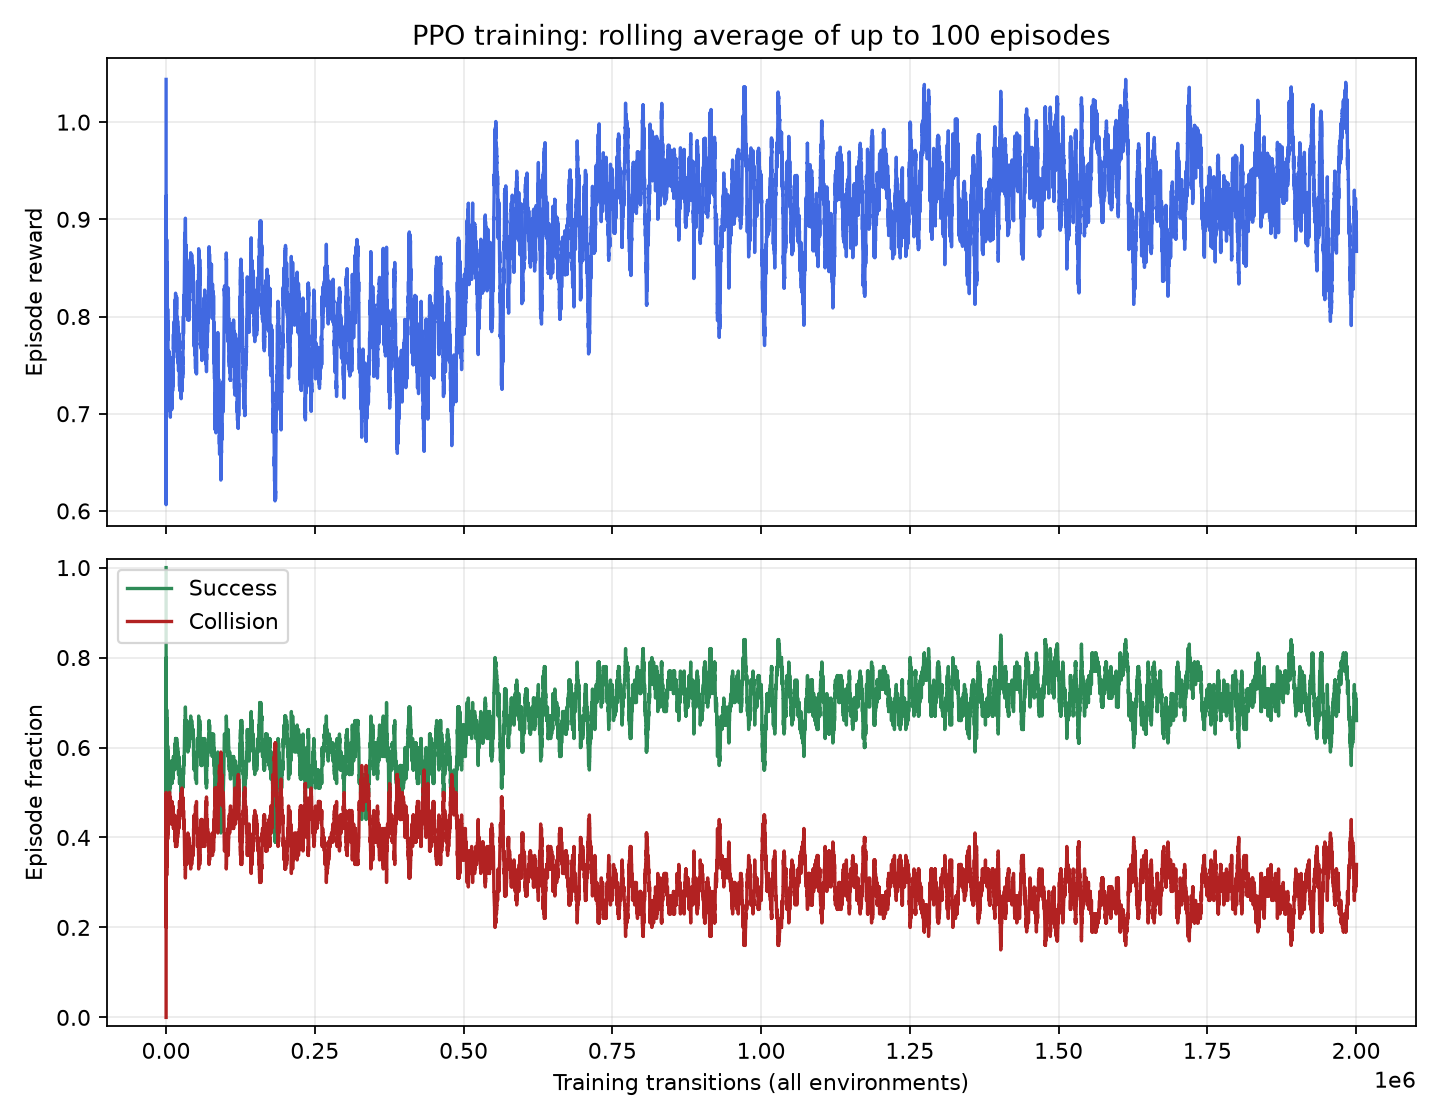 PPO training: rolling average of up to 100 episodes
Episode reward
1.0
0.9
0.8
0.7
0.6
Episode fraction
1.0
0.8
0.6
0.4
0.2
0.0
Success
Collision
0.00 0.25 0.50 0.75 1.00 1.25 1.50 1.75 2.00
1e6
Training transitions (all environments)